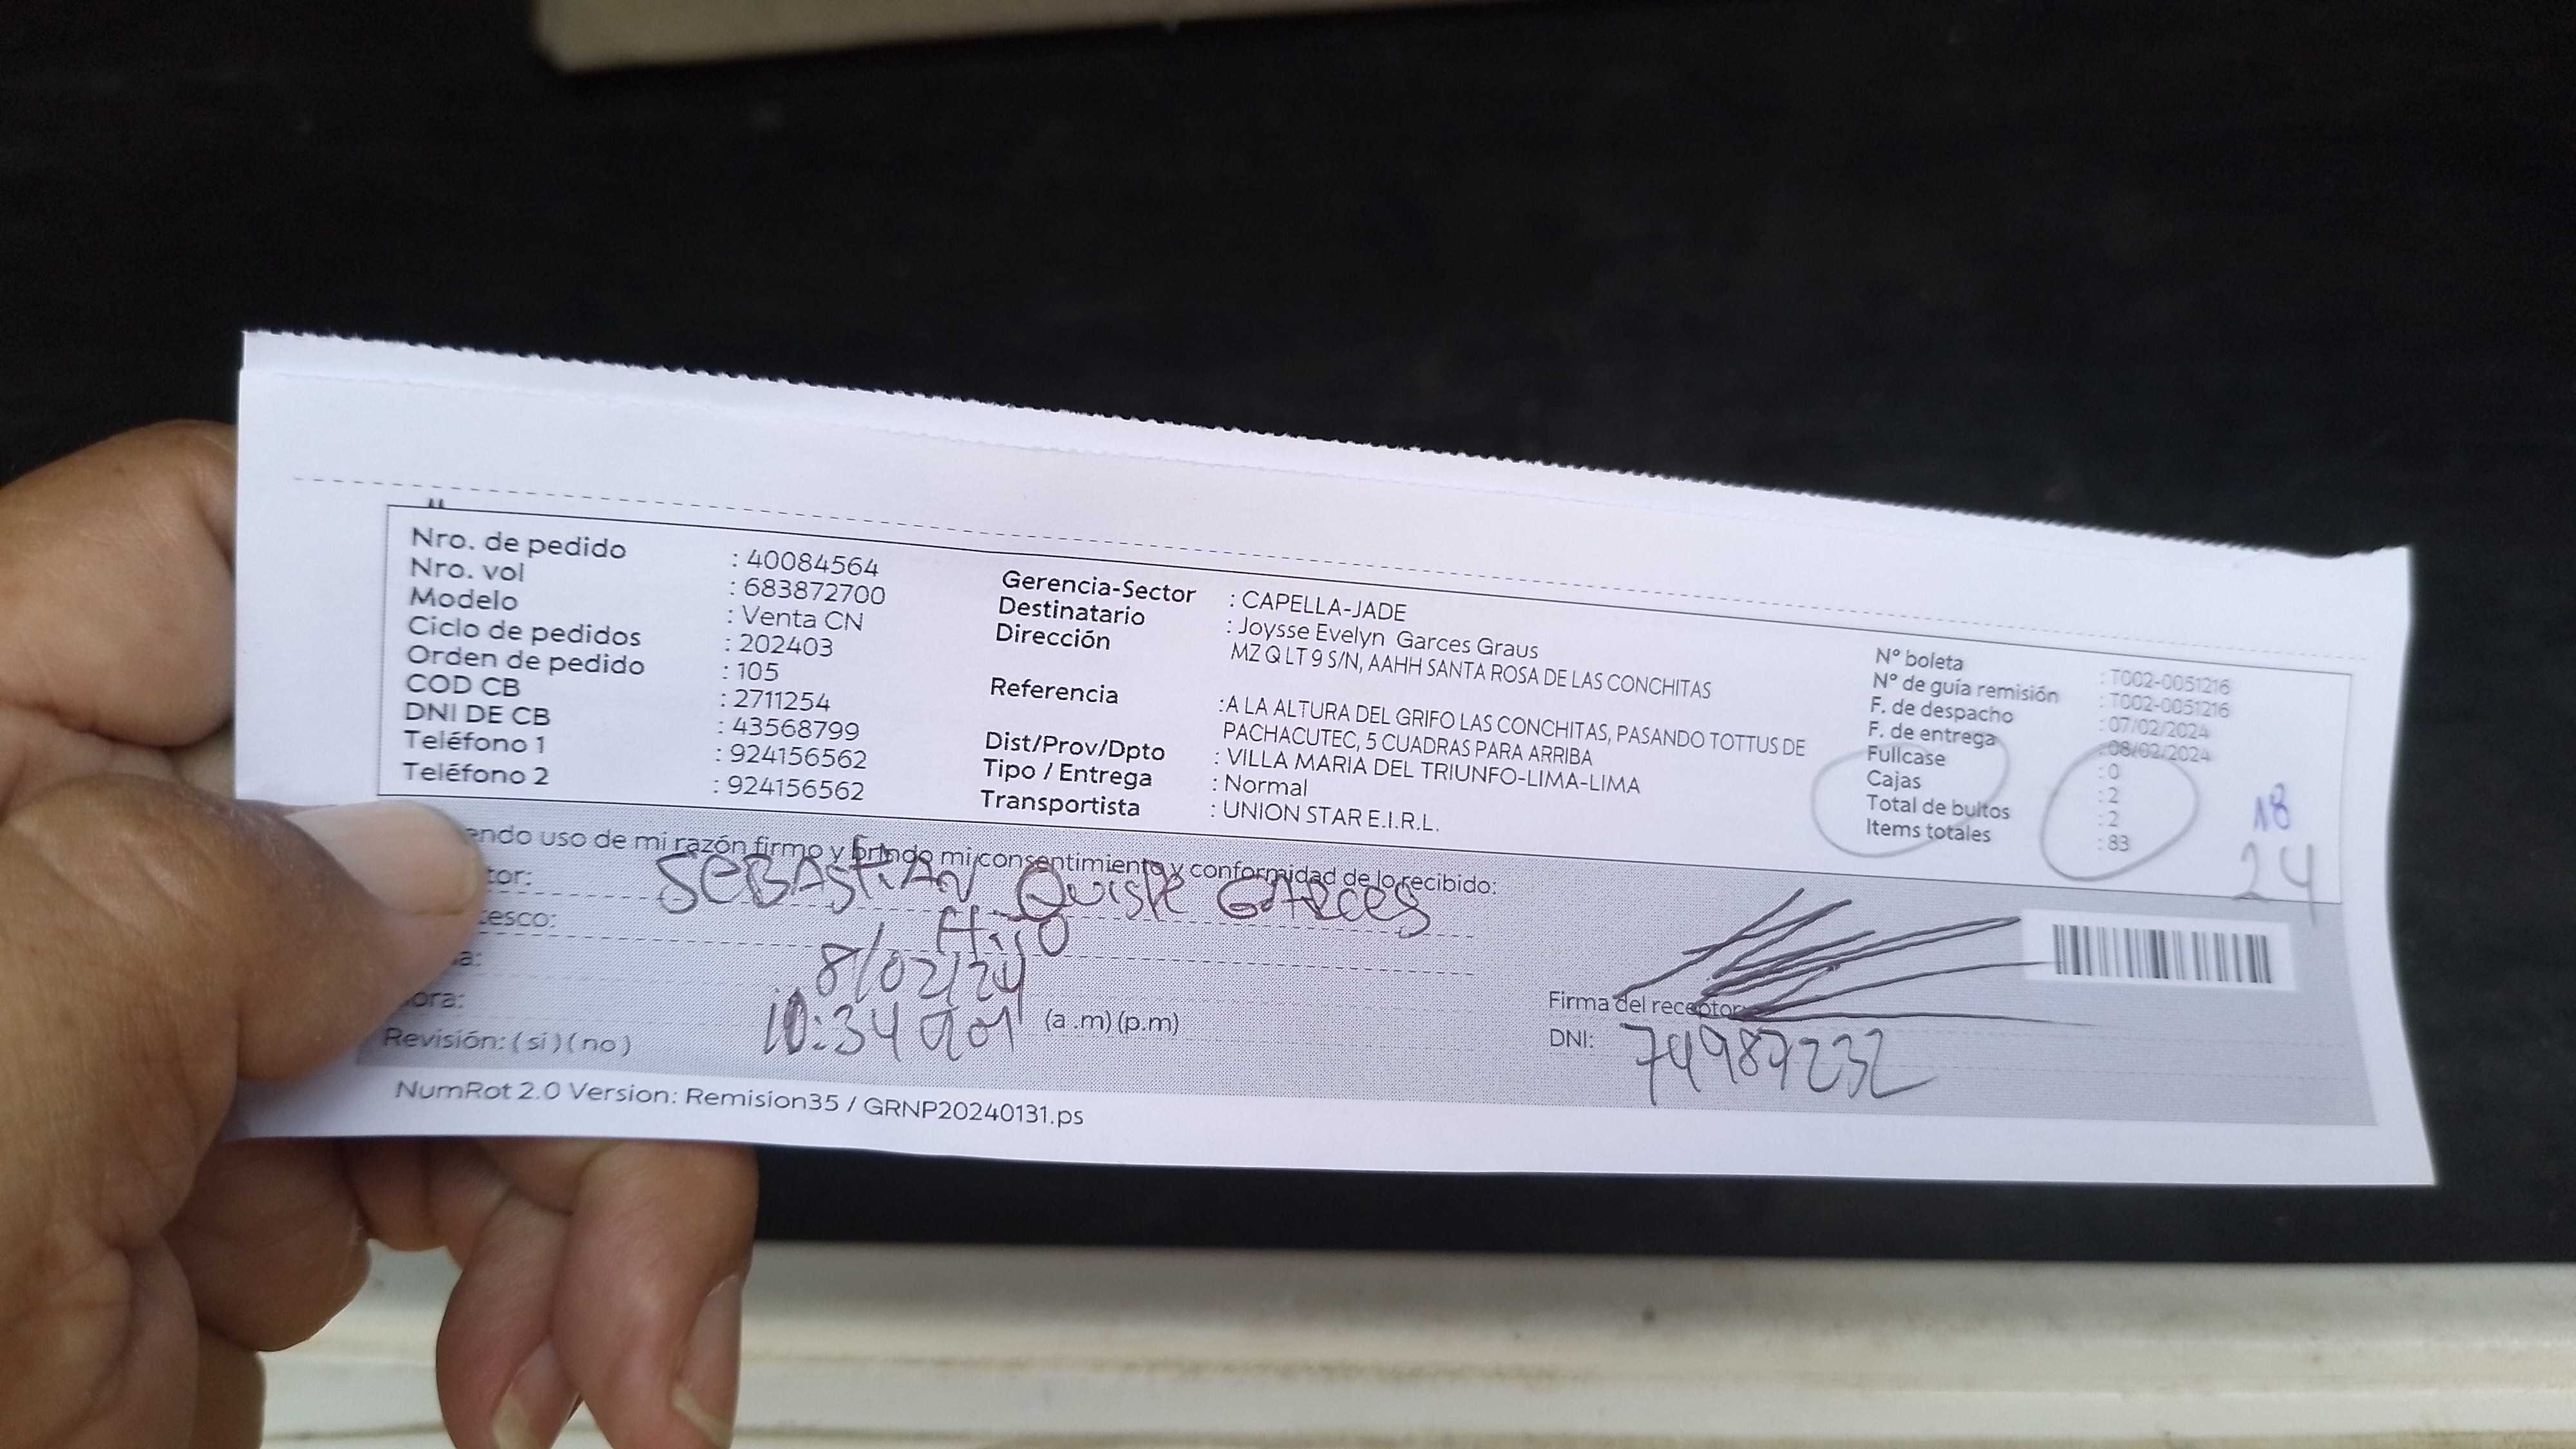 Nro. de pedido : 40084564
Nro. vol : 683872700
Modelo : Venta CN
Ciclo de pedidos : 202403
Orden de pedido : 105
COD CB : 2711254
DNI DE CB : 43568799
Teléfono 1 : 924156562
Teléfono 2 : 924156562
Gerencia-Sector : CAPELLA-JADE
Destinatario : Joysse Evelyn Garces Graus
Dirección MZ Q LT 9 S/N, AAHH SANTA ROSA DE LAS CONCHITAS
Referencia :A LA ALTURA DEL GRIFO LAS CONCHITAS, PASANDO TOTTUS DE
PACHACUTEC, 5 CUADRAS PARA ARRIBA
Dist/Prov/Dpto : VILLA MARIA DEL TRIUNFO-LIMA-LIMA
Tipo / Entrega : Normal
Transportista : UNION STAR E.I.R.L.
N° boleta : T002-0051216
N° de guía remisión : T002-0051216
F. de despacho : 07/02/2024
F. de entrega : 08/02/2024
Fullcase : 0
Cajas : 2
Total de bultos : 2
Items totales : 83
18
24
endo uso de mi razón firmo y brindo mi consentimiento y conformidad de lo recibido:
tor: SEBASTIAN QUISPE GARCES
tesco: HIJO
a: 8/02/24
ora: 10:34 (a .m) (p.m)
Revisión: ( si ) ( no )
Firma del receptor:
DNI: 74987232
NumRot 2.0 Version: Remision35 / GRNP20240131.ps